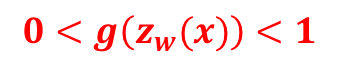 0 < g(z_w(x)) < 1